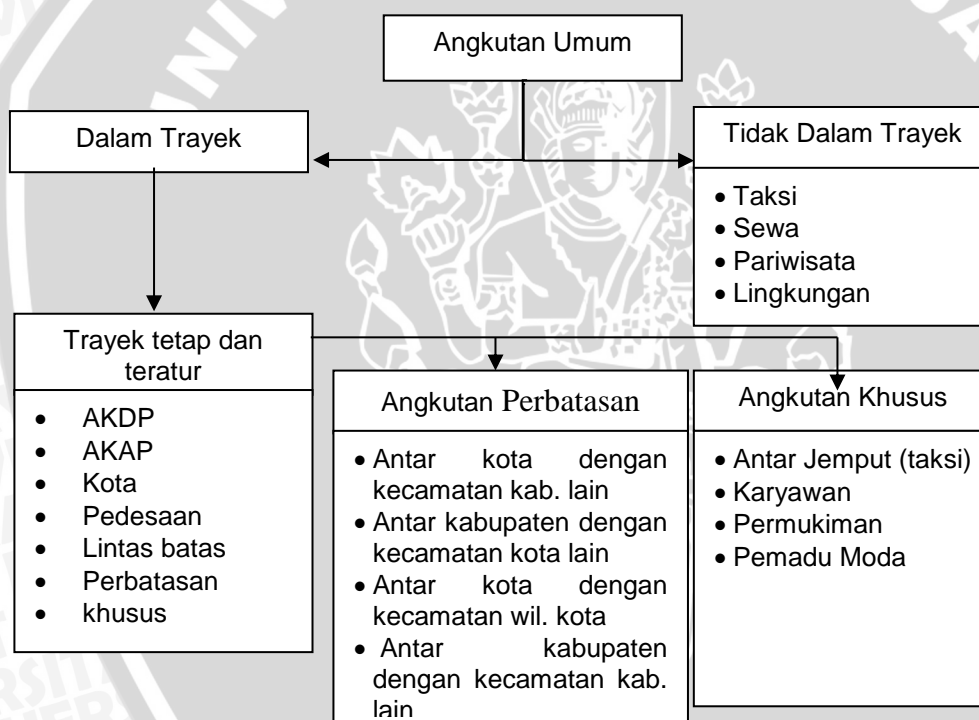 Angkutan Umum
Dalam Trayek
Tidak Dalam Trayek
• Taksi
• Sewa
• Pariwisata
• Lingkungan
Trayek tetap dan
teratur
• AKDP
• AKAP
• Kota
• Pedesaan
• Lintas batas
• Perbatasan
• khusus
Angkutan Perbatasan
• Antar kota dengan
kecamatan kab. lain
• Antar kabupaten dengan
kecamatan kota lain
• Antar kota dengan
kecamatan wil. kota
• Antar kabupaten
dengan kecamatan kab.
lain
Angkutan Khusus
• Antar Jemput (taksi)
• Karyawan
• Permukiman
• Pemadu Moda